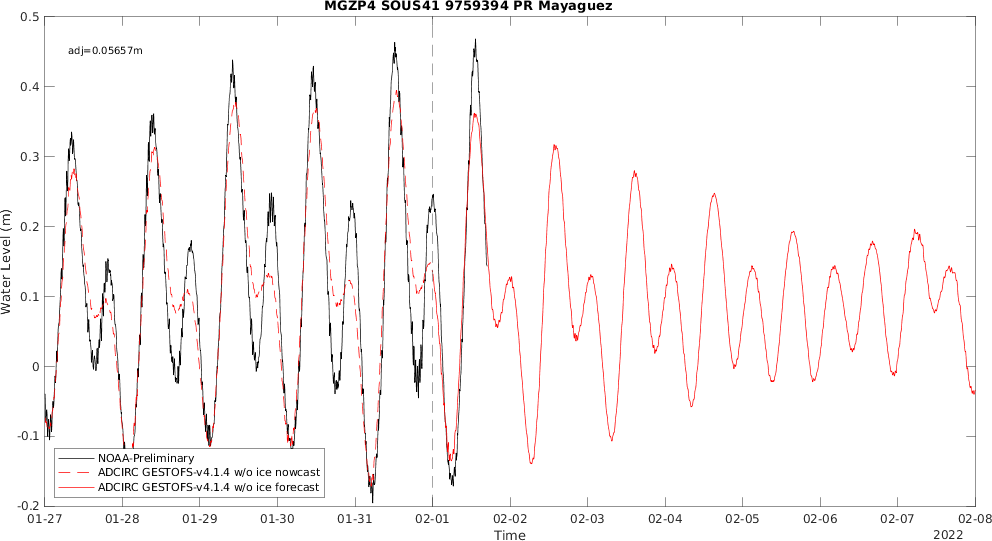 MGZP4 SOUS41 9759394 PR Mayaguez
adj=0.05657m
Water Level (m)
0.5
0.4
0.3
0.2
0.1
0
-0.1
-0.2
NOAA-Preliminary
ADCIRC GESTOFS-v4.1.4 w/o ice nowcast
ADCIRC GESTOFS-v4.1.4 w/o ice forecast
01-27 01-28 01-29 01-30 01-31 02-01 02-02 02-03 02-04 02-05 02-06 02-07 02-08
Time
2022